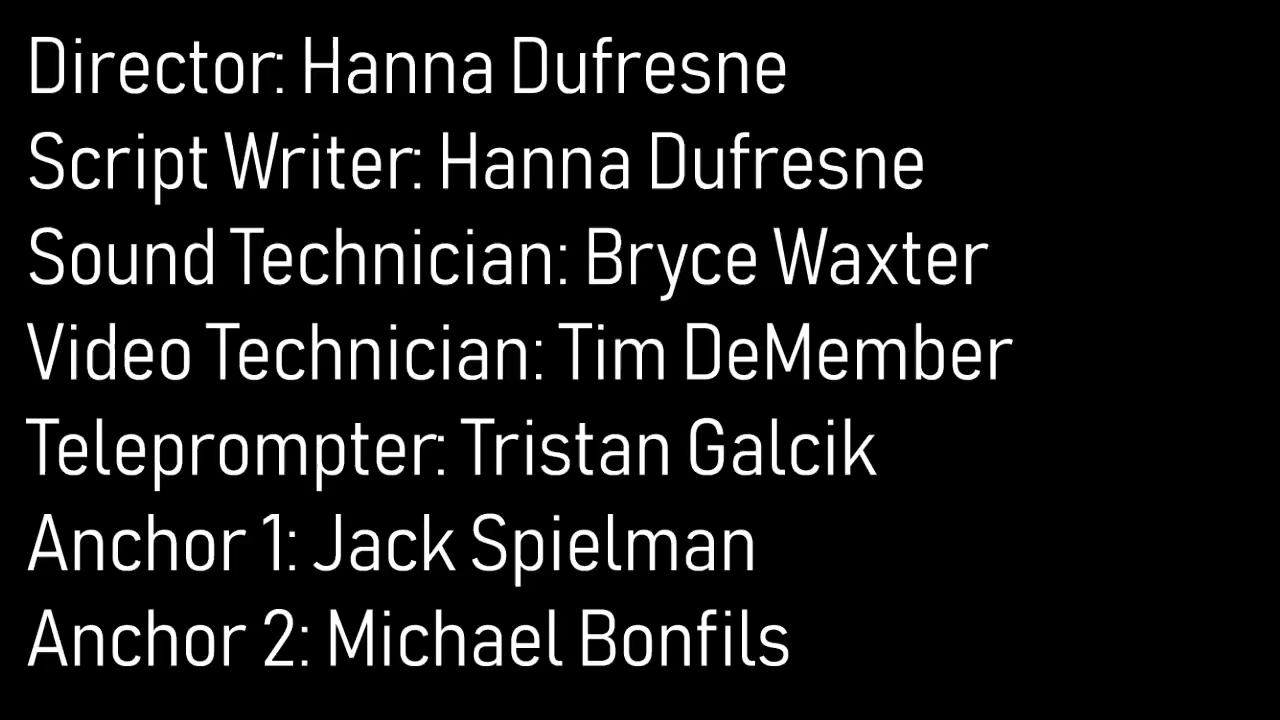 Director: Hanna Dufresne
Script Writer: Hanna Dufresne
Sound Technician: Bryce Waxter
Video Technician: Tim DeMember
Teleprompter: Tristan Galcik
Anchor 1: Jack Spielman
Anchor 2: Michael Bonfils